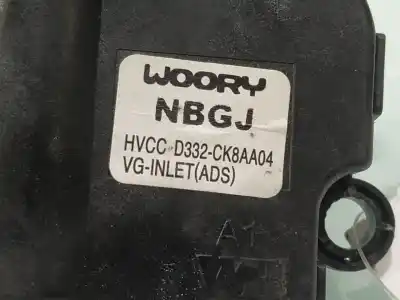 WOORY
NBGJ
HVCC D332-CK8AA04
VG-INLET(ADS)